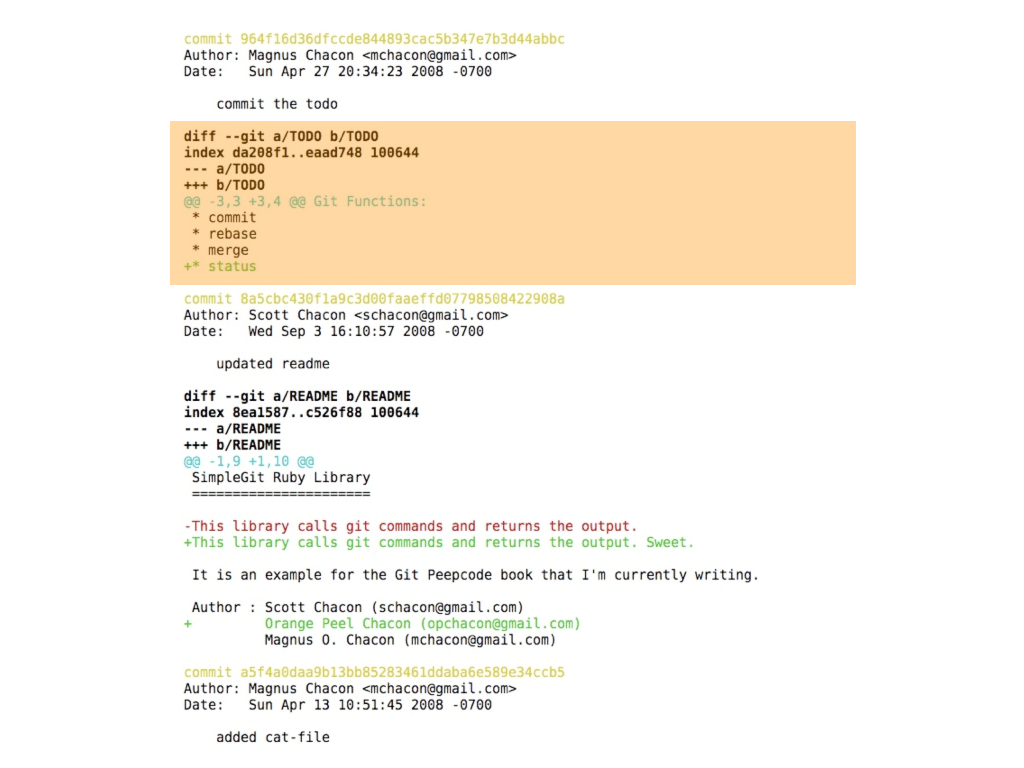 commit 964f16d36dfccde844893cac5b347e7b3d44abbc
Author: Magnus Chacon <mchacon@gmail.com>
Date:   Sun Apr 27 20:34:23 2008 -0700
    commit the todo
diff --git a/TODO b/TODO
index da208f1..eaad748 100644
--- a/TODO
+++ b/TODO
@@ -3,3 +3,4 @@ Git Functions:
 * commit
 * rebase
 * merge
+* status
commit 8a5cbc430f1a9c3d00faaeffd07798508422908a
Author: Scott Chacon <schacon@gmail.com>
Date:   Wed Sep 3 16:10:57 2008 -0700
    updated readme
diff --git a/README b/README
index 8ea1587..c526f88 100644
--- a/README
+++ b/README
@@ -1,9 +1,10 @@
 SimpleGit Ruby Library
 ======================
-This library calls git commands and returns the output.
+This library calls git commands and returns the output. Sweet.
 It is an example for the Git Peepcode book that I'm currently writing.
 Author : Scott Chacon (schacon@gmail.com)
+         Orange Peel Chacon (opchacon@gmail.com)
          Magnus O. Chacon (mchacon@gmail.com)
commit a5f4a0daa9b13bb85283461ddaba6e589e34ccb5
Author: Magnus Chacon <mchacon@gmail.com>
Date:   Sun Apr 13 10:51:45 2008 -0700
    added cat-file